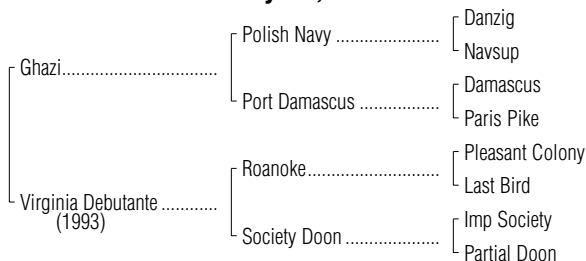 Danzig
Polish Navy ......................
Navsup
Ghazi.................................
Damascus
Port Damascus .................
Paris Pike
Pleasant Colony
Roanoke............................
Last Bird
Virginia Debutante ............
(1993)
Imp Society
Society Doon ....................
Partial Doon